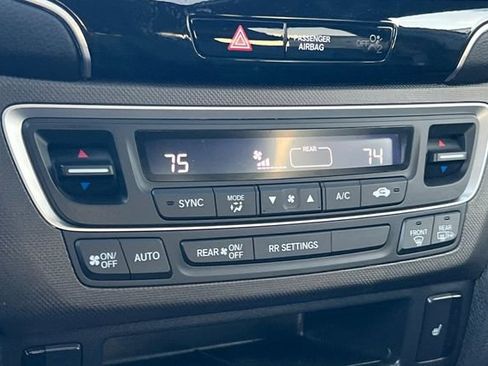 PASSENGER
AIRBAG
OFF
75
REAR
74
SYNC
MODE
A/C
ON/
OFF
AUTO
REAR ON/
OFF
RR SETTINGS
FRONT
REAR